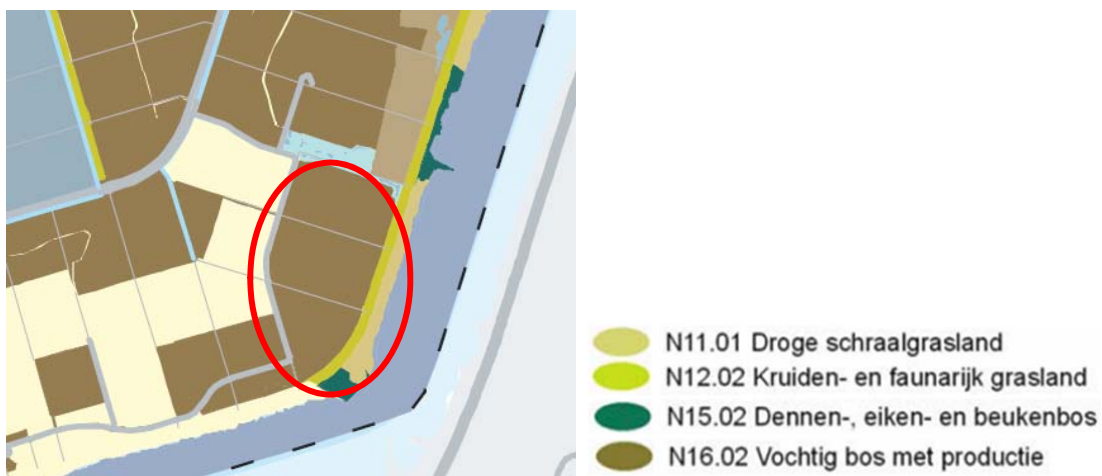 N11.01 Droge schraalgrasland
N12.02 Kruiden- en faunarijk grasland
N15.02 Dennen-, eiken- en beukenbos
N16.02 Vochtig bos met productie